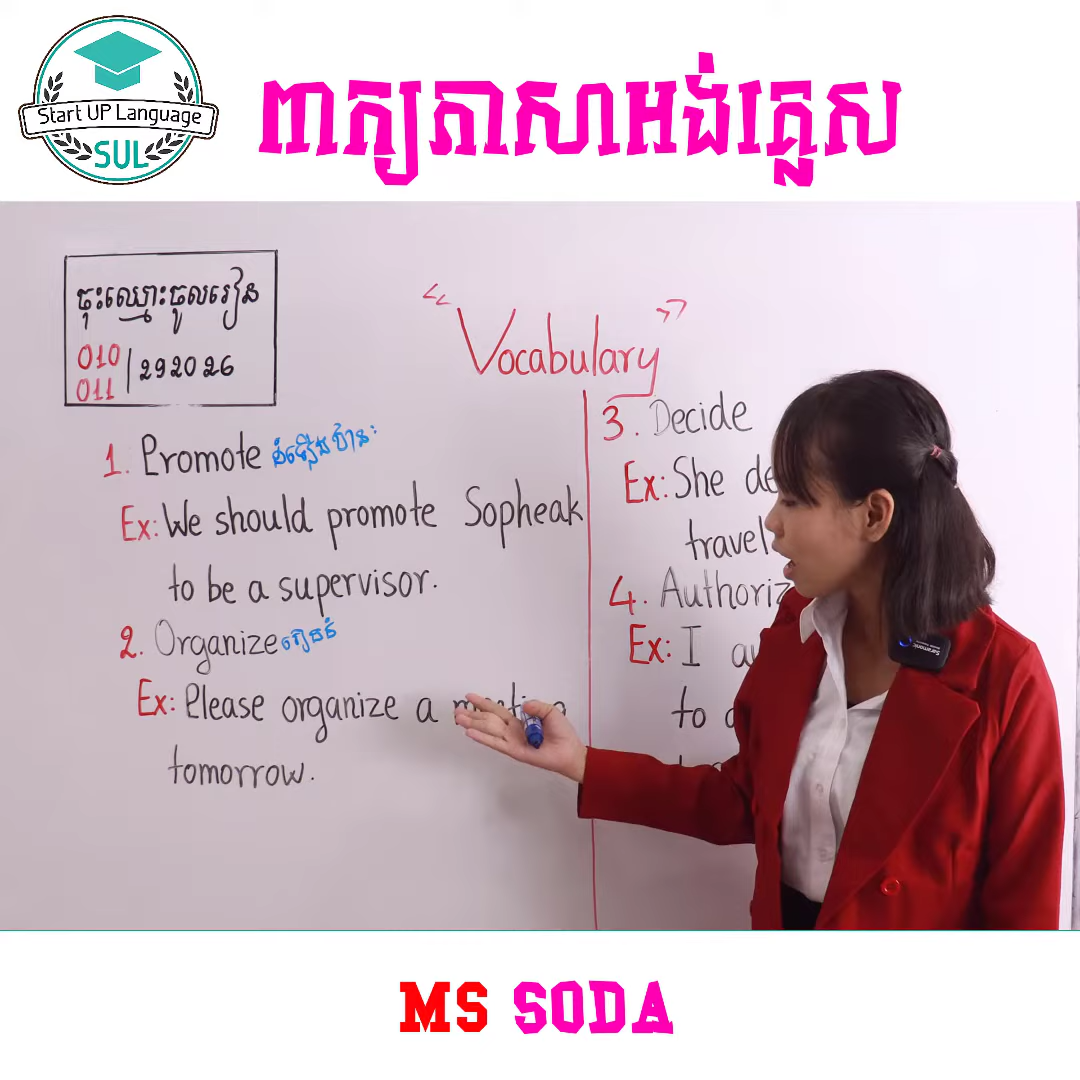 Start UP Language
SUL
ពាក្យភាសាអង់គ្លេស
ចុះឈ្មោះចូលរៀន
010
011
292026
"Vocabulary"
1. Promote ដំឡើងឋានៈ
Ex: We should promote Sopheak
to be a supervisor.
2. Organize រៀបចំ
Ex: Please organize a
tomorrow.
3. Decide
Ex: She
travel
4. 
Ex: I
to
MS SODA